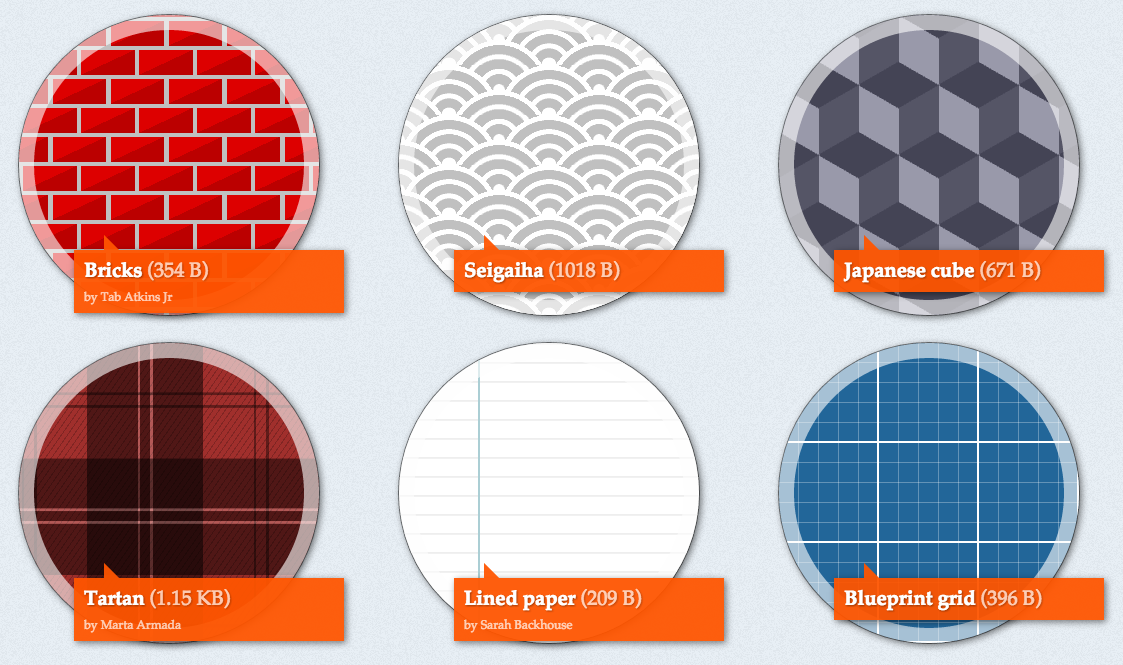 Bricks (354 B)
by Tab Atkins Jr
Seigaiha (1018 B)
Japanese cube (671 B)
Tartan (1.15 KB)
by Marta Armada
Lined paper (209 B)
by Sarah Backhouse
Blueprint grid (396 B)